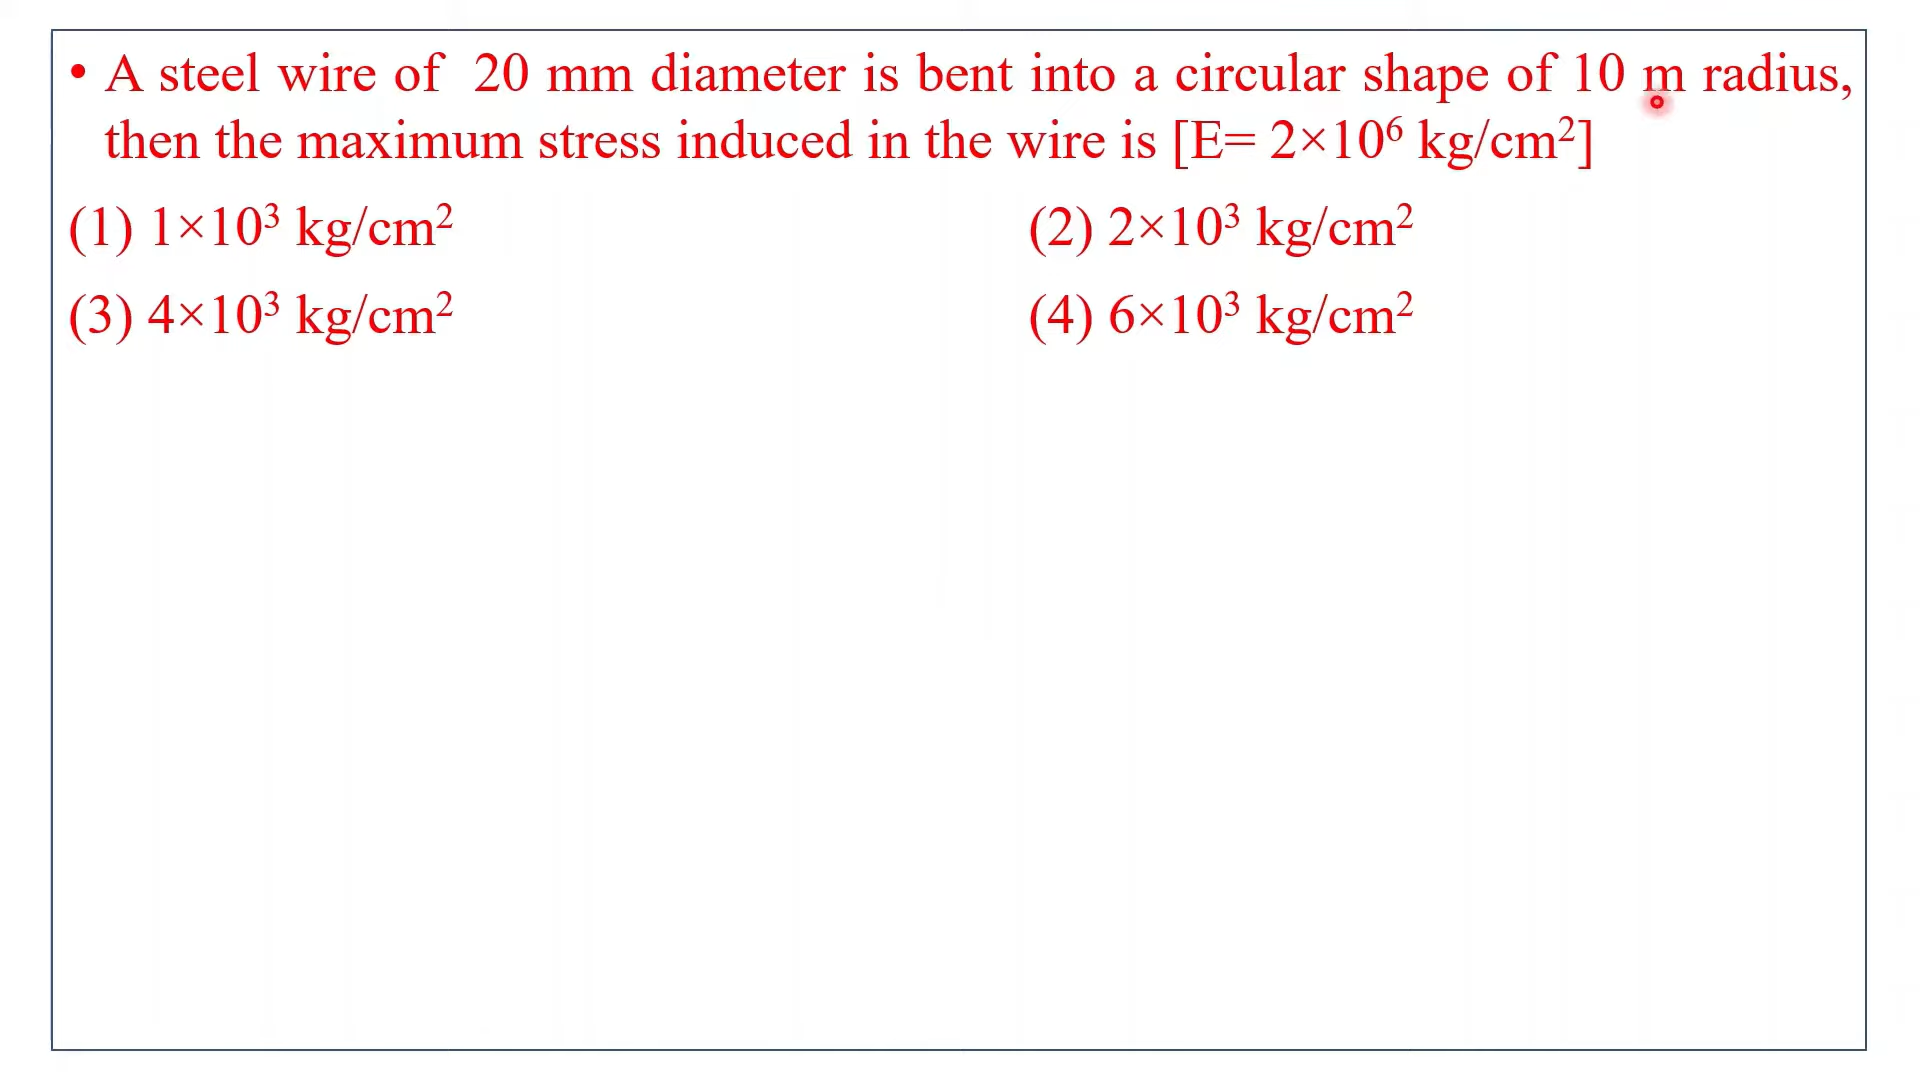 • A steel wire of 20 mm diameter is bent into a circular shape of 10 m radius,
then the maximum stress induced in the wire is [E= 2×10⁶ kg/cm²]
(1) 1×10³ kg/cm² (2) 2×10³ kg/cm²
(3) 4×10³ kg/cm² (4) 6×10³ kg/cm²